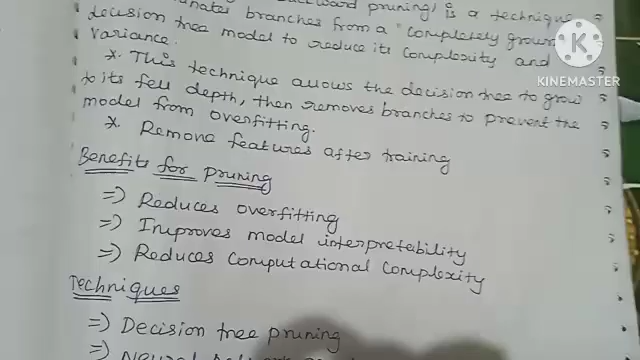 branches from a "completely grown
decision tree model to reduce its complexity and
variance.
* This technique allows the decision tree to grow
to its full depth, then removes branches to prevent the
model from overfitting.
* Remove features after training
Benefits for pruning
⇒ Reduces overfitting
⇒ Improves model interpretability
⇒ Reduces computational complexity
Techniques
⇒ Decision tree pruning
⇒ Neural
KINEMASTER